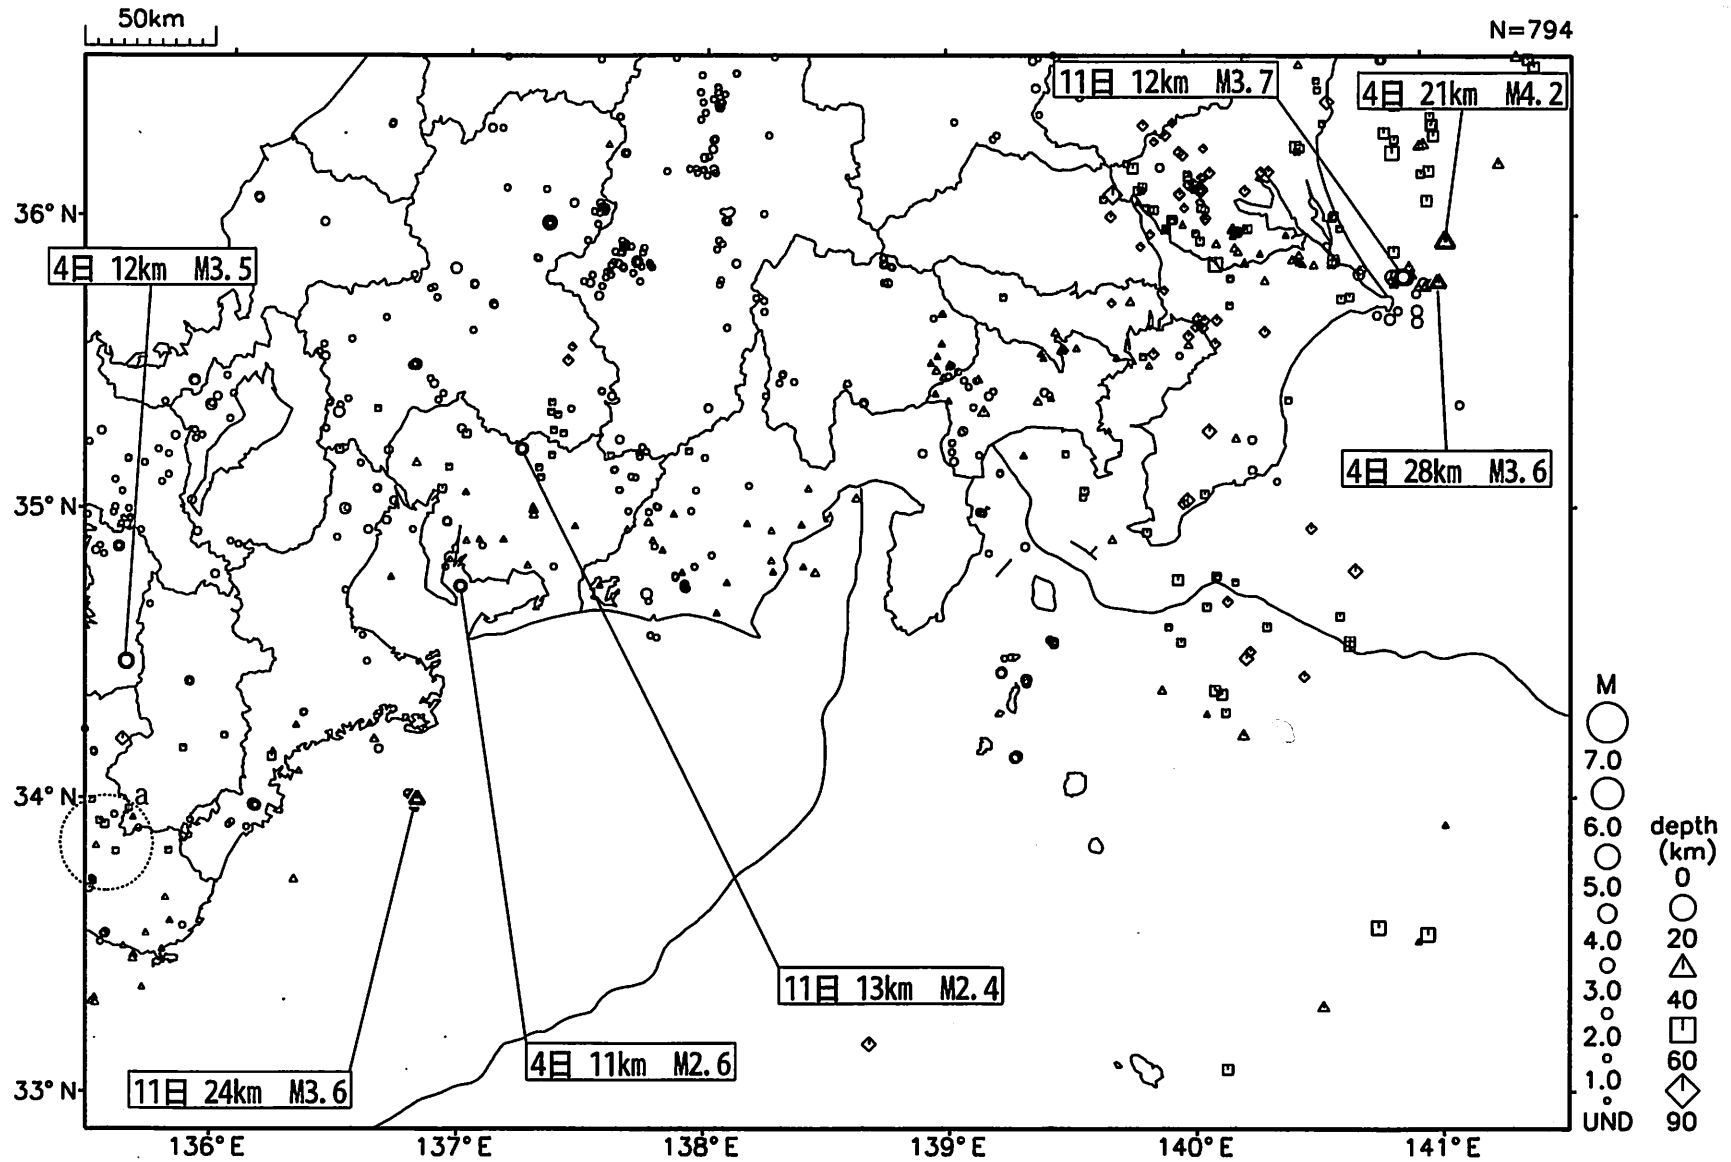 50km
N=794
11日 12km M3.7
4日 21km M4.2
36°N
4日 12km M3.5
4日 28km M3.6
35°N
M
7.0
34°N
a
6.0
depth
(km)
5.0
0
4.0
20
11日 13km M2.4
3.0
40
2.0
4日 11km M2.6
60
33°N
11日 24km M3.6
1.0
UND
90
136°E
137°E
138°E
139°E
140°E
141°E